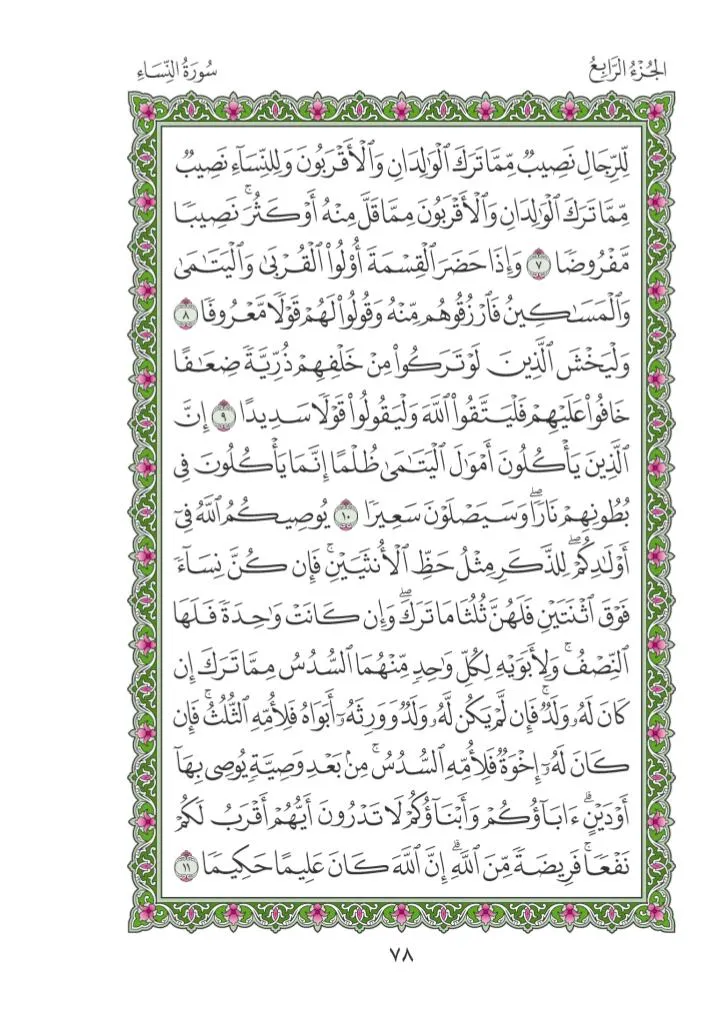 الجُزْءُ الرَّابِعُ
سُورَةُ النِّسَاءِ
لِّلرِّجَالِ نَصِيبٌ مِّمَّا تَرَكَ ٱلۡوَٰلِدَانِ وَٱلۡأَقۡرَبُونَ وَلِلنِّسَآءِ نَصِيبٌ
مِّمَّا تَرَكَ ٱلۡوَٰلِدَانِ وَٱلۡأَقۡرَبُونَ مِمَّا قَلَّ مِنۡهُ أَوۡ كَثُرَۚ نَصِيبًا
مَّفۡرُوضًا ٧ وَإِذَا حَضَرَ ٱلۡقِسۡمَةَ أُوْلُواْ ٱلۡقُرۡبَىٰ وَٱلۡيَتَٰمَىٰ
وَٱلۡمَسَٰكِينُ فَٱرۡزُقُوهُم مِّنۡهُ وَقُولُواْ لَهُمۡ قَوۡلٗا مَّعۡرُوفٗا ٨
وَلۡيَخۡشَ ٱلَّذِينَ لَوۡ تَرَكُواْ مِنۡ خَلۡفِهِمۡ ذُرِّيَّةٗ ضِعَٰفًا
خَافُواْ عَلَيۡهِمۡ فَلۡيَتَّقُواْ ٱللَّهَ وَلۡيَقُولُواْ قَوۡلٗا سَدِيدًا ٩ إِنَّ
ٱلَّذِينَ يَأۡكُلُونَ أَمۡوَٰلَ ٱلۡيَتَٰمَىٰ ظُلۡمًا إِنَّمَا يَأۡكُلُونَ فِي
بُطُونِهِمۡ نَارٗاۖ وَسَيَصۡلَوۡنَ سَعِيرٗا ١٠ يُوصِيكُمُ ٱللَّهُ فِيٓ
أَوۡلَٰدِكُمۡۖ لِلذَّكَرِ مِثۡلُ حَظِّ ٱلۡأُنثَيَيۡنِۚ فَإِن كُنَّ نِسَآءٗ
فَوۡقَ ٱثۡنَتَيۡنِ فَلَهُنَّ ثُلُثَا مَا تَرَكَۖ وَإِن كَانَتۡ وَٰحِدَةٗ فَلَهَا
ٱلنِّصۡفُۚ وَلِأَبَوَيۡهِ لِكُلِّ وَٰحِدٖ مِّنۡهُمَا ٱلسُّدُسُ مِمَّا تَرَكَ إِن
كَانَ لَهُۥ وَلَدٞۚ فَإِن لَّمۡ يَكُن لَّهُۥ وَلَدٞ وَوَرِثَهُۥٓ أَبَوَاهُ فَلِأُمِّهِ ٱلثُّلُثُۚ فَإِن
كَانَ لَهُۥٓ إِخۡوَةٞ فَلِأُمِّهِ ٱلسُّدُسُۚ مِنۢ بَعۡدِ وَصِيَّةٖ يُوصِي بِهَآ
أَوۡ دَيۡنٍۗ ءَابَآؤُكُمۡ وَأَبۡنَآؤُكُمۡ لَا تَدۡرُونَ أَيُّهُمۡ أَقۡرَبُ لَكُمۡ
نَفۡعٗاۚ فَرِيضَةٗ مِّنَ ٱللَّهِۗ إِنَّ ٱللَّهَ كَانَ عَلِيمًا حَكِيمٗا ١١
٧٨